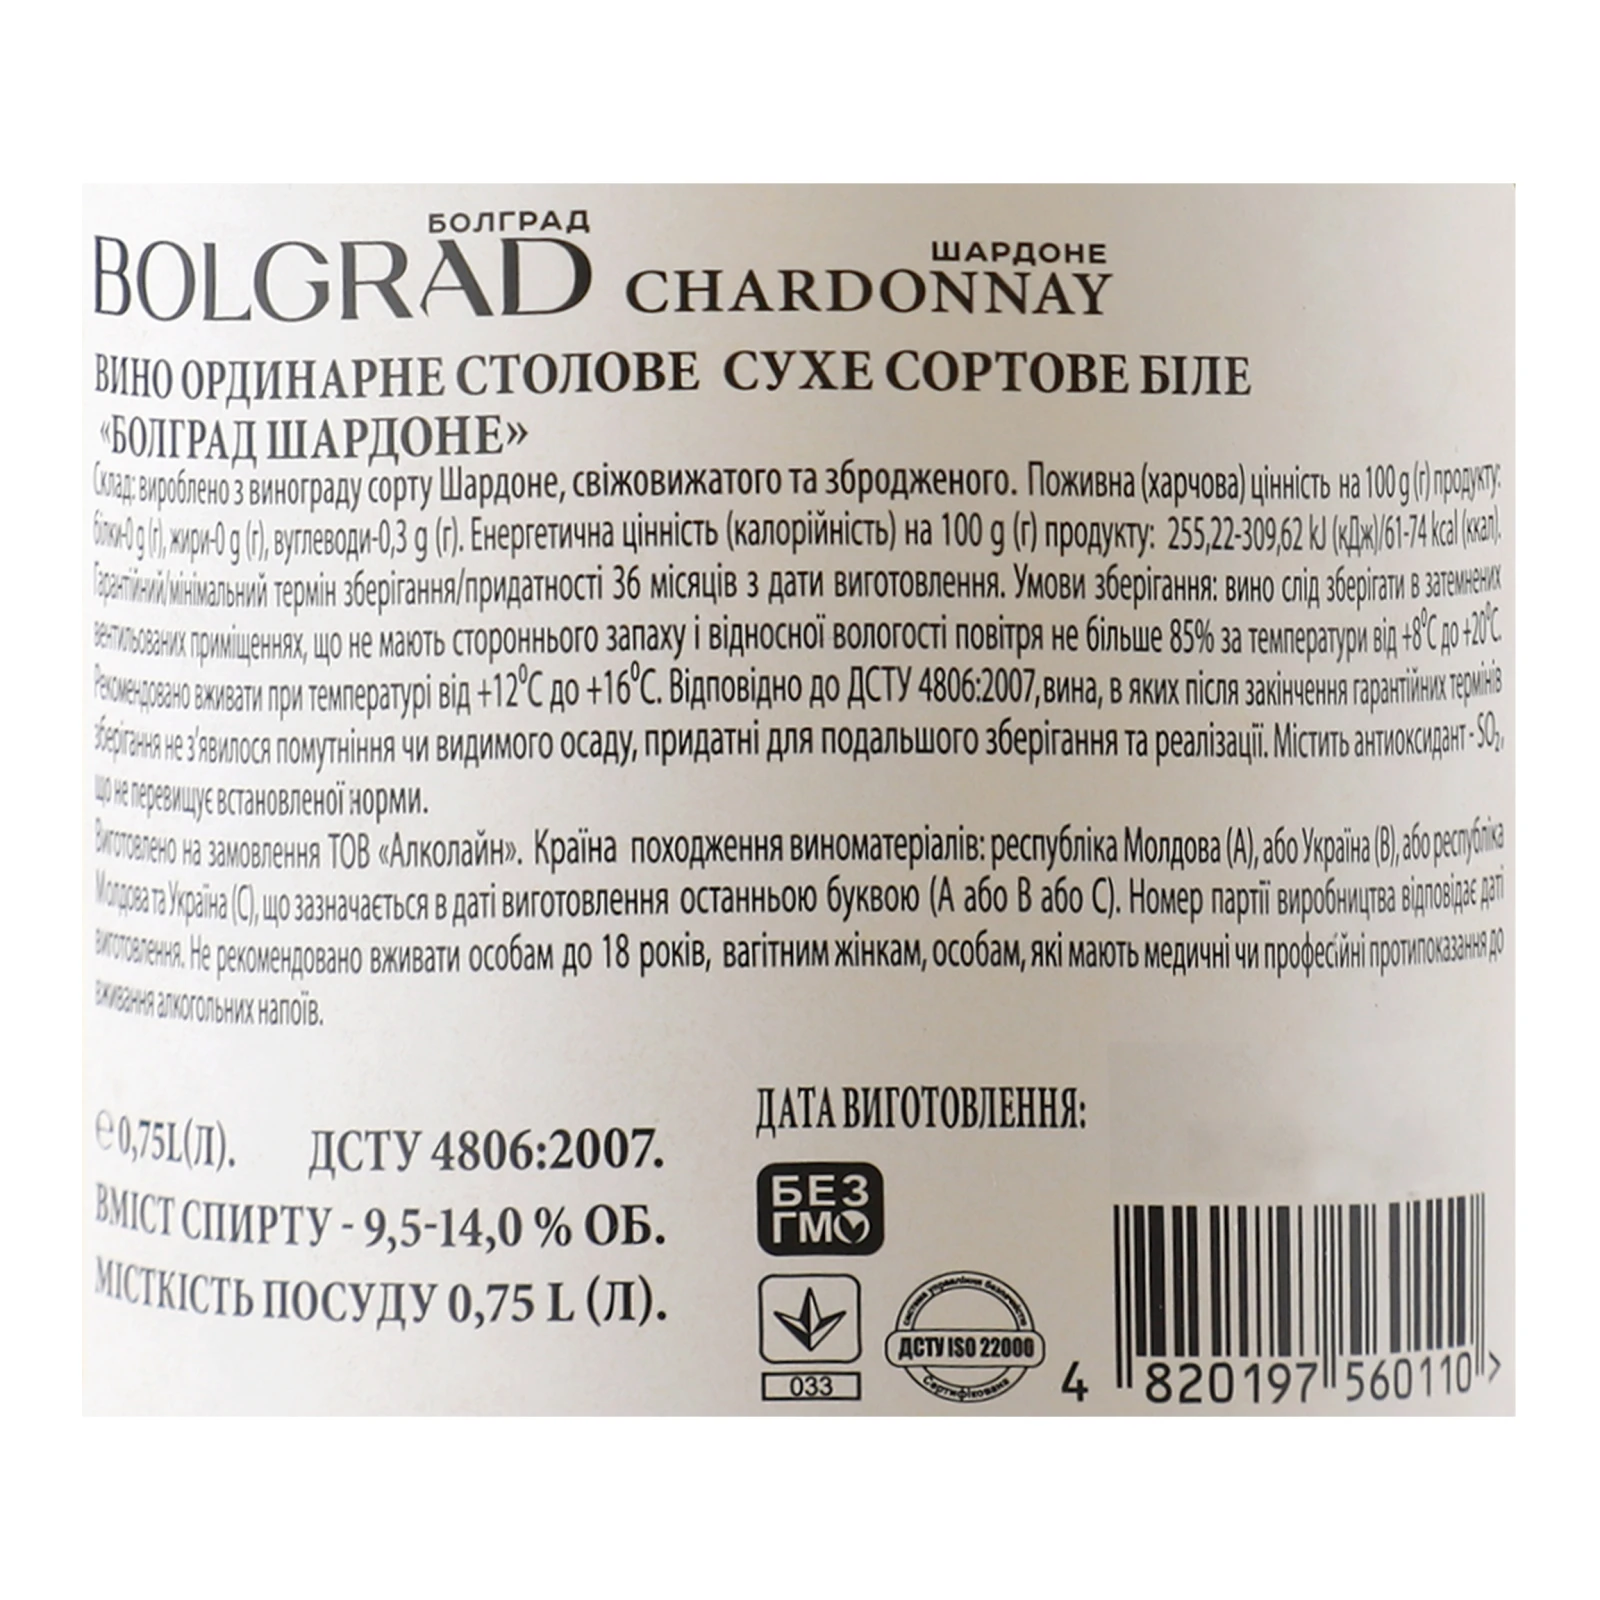 БОЛГРАД
BOLGRAD
ШАРДОНЕ
CHARDONNAY
ВИНО ОРДИНАРНЕ СТОЛОВЕ СУХЕ СОРТОВЕ БІЛЕ
«БОЛГРАД ШАРДОНЕ»
Склад: вироблено з винограду сорту Шардоне, свіжовижатого та збродженого. Поживна (харчова) цінність на 100 g (г) продукту:
білки-0 g (г), жири-0 g (г), вуглеводи-0,3 g (г). Енергетична цінність (калорійність) на 100 g (г) продукту: 255,22-309,62 kJ (кДж)/61-74 kcal (ккал).
Гарантійний/мінімальний термін зберігання/придатності 36 місяців з дати виготовлення. Умови зберігання: вино слід зберігати в затемнених
вентильованих приміщеннях, що не мають стороннього запаху і відносної вологості повітря не більше 85% за температури від +8⁰С до +20⁰С.
Рекомендовано вживати при температурі від +12⁰С до +16⁰С. Відповідно до ДСТУ 4806:2007, вина, в яких після закінчення гарантійних термінів
зберігання не з'явилося помутніння чи видимого осаду, придатні для подальшого зберігання та реалізації. Містить антиоксидант - SO₂,
що не перевищує встановленої норми.
Виготовлено на замовлення ТОВ «Алколайн». Країна походження виноматеріалів: республіка Молдова (А), або Україна (В), або республіка
Молдова та Україна (С), що зазначається в даті виготовлення останньою буквою (А або В або С). Номер партії виробництва відповідає даті
виготовлення. Не рекомендовано вживати особам до 18 років, вагітним жінкам, особам, які мають медичні чи професійні протипоказання до
вживання алкогольних напоїв.
℮ 0,75L(Л). ДСТУ 4806:2007.
ВМІСТ СПИРТУ - 9,5-14,0 % ОБ.
МІСТКІСТЬ ПОСУДУ 0,75 L (Л).
ДАТА ВИГОТОВЛЕННЯ:
БЕЗ
ГМО
033
система управління безпечністю
ДСТУ ISO 22000
Сертифікована
4 820197 560110 >